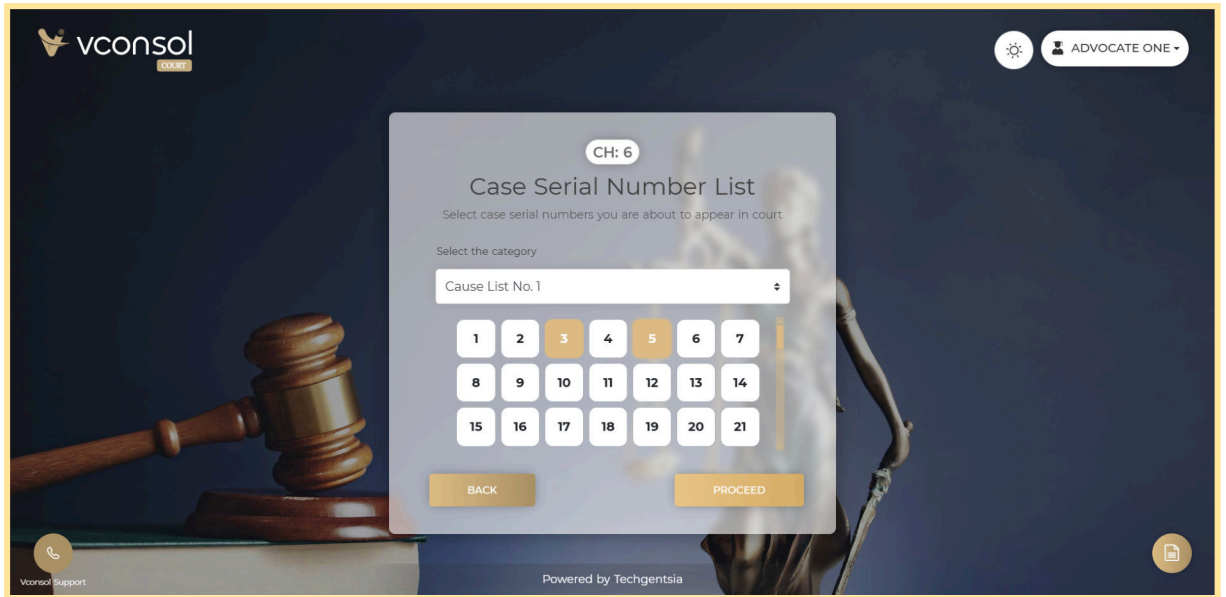 vconsol
COURT
ADVOCATE ONE
CH: 6
Case Serial Number List
Select case serial numbers you are about to appear in court
Select the category
Cause List No. 1
1 2 3 4 5 6 7
8 9 10 11 12 13 14
15 16 17 18 19 20 21
BACK PROCEED
Vconsol Support
Powered by Techgentsia